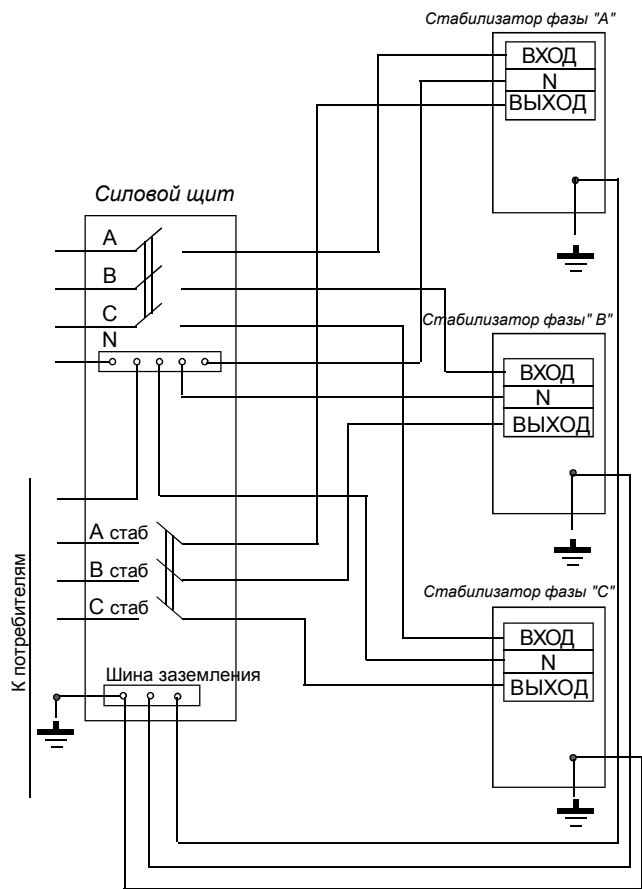 Стабилизатор фазы "А"
ВХОД
N
ВЫХОД
Силовой щит
А
В
С
N
Стабилизатор фазы" В"
ВХОД
N
ВЫХОД
А стаб
В стаб
С стаб
К потребителям
Стабилизатор фазы "С"
ВХОД
N
ВЫХОД
Шина заземления